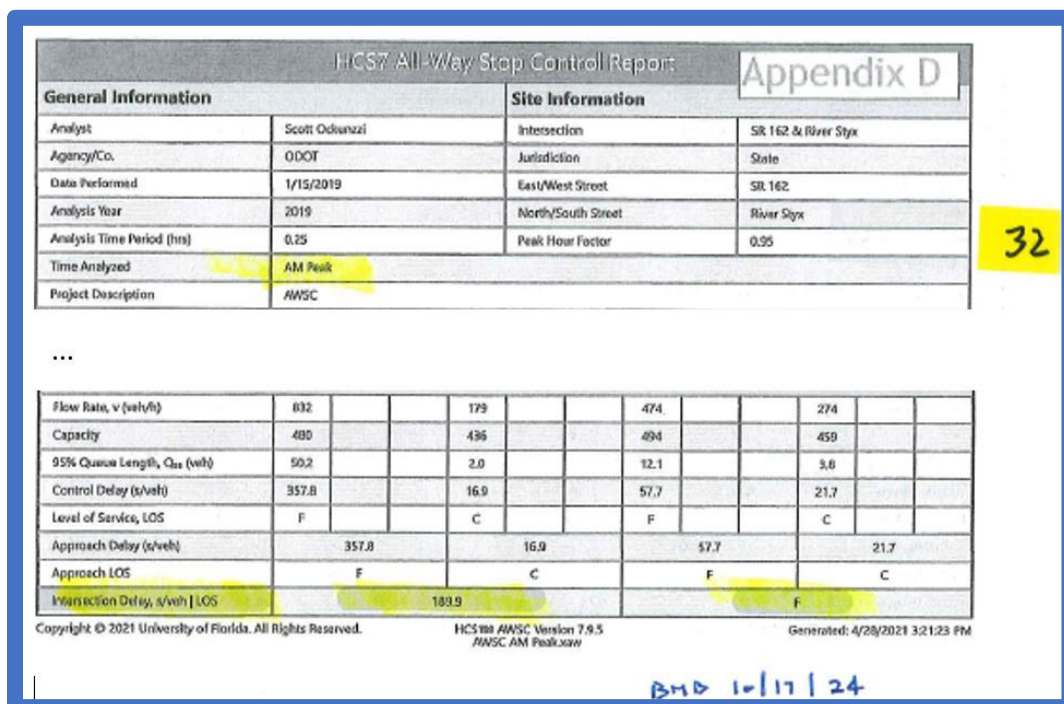 HCS7 All-Way Stop Control Report
Appendix D
General Information Site Information
Analyst Scott Ockunzzi Intersection SR 162 & River Styx
Agency/Co. ODOT Jurisdiction State
Date Performed 1/15/2019 East/West Street SR 162
Analysis Year 2019 North/South Street River Styx
Analysis Time Period (hrs) 0.25 Peak Hour Factor 0.95
32
Time Analyzed AM Peak
Project Description AWSC
...
Flow Rate, v (veh/h) 832 179 474 274
Capacity 480 436 494 459
95% Queue Length, Q₉₅ (veh) 50.2 2.0 12.1 3.8
Control Delay (s/veh) 357.8 16.9 57.7 21.7
Level of Service, LOS F C F C
Approach Delay (s/veh) 357.8 16.9 57.7 21.7
Approach LOS F C F C
Intersection Delay, s/veh | LOS 189.9 F
Copyright © 2021 University of Florida. All Rights Reserved. HCS™ AWSC Version 7.9.5 Generated: 4/28/2021 3:21:23 PM
AWSC AM Peak.xaw
BMD 10/17/24